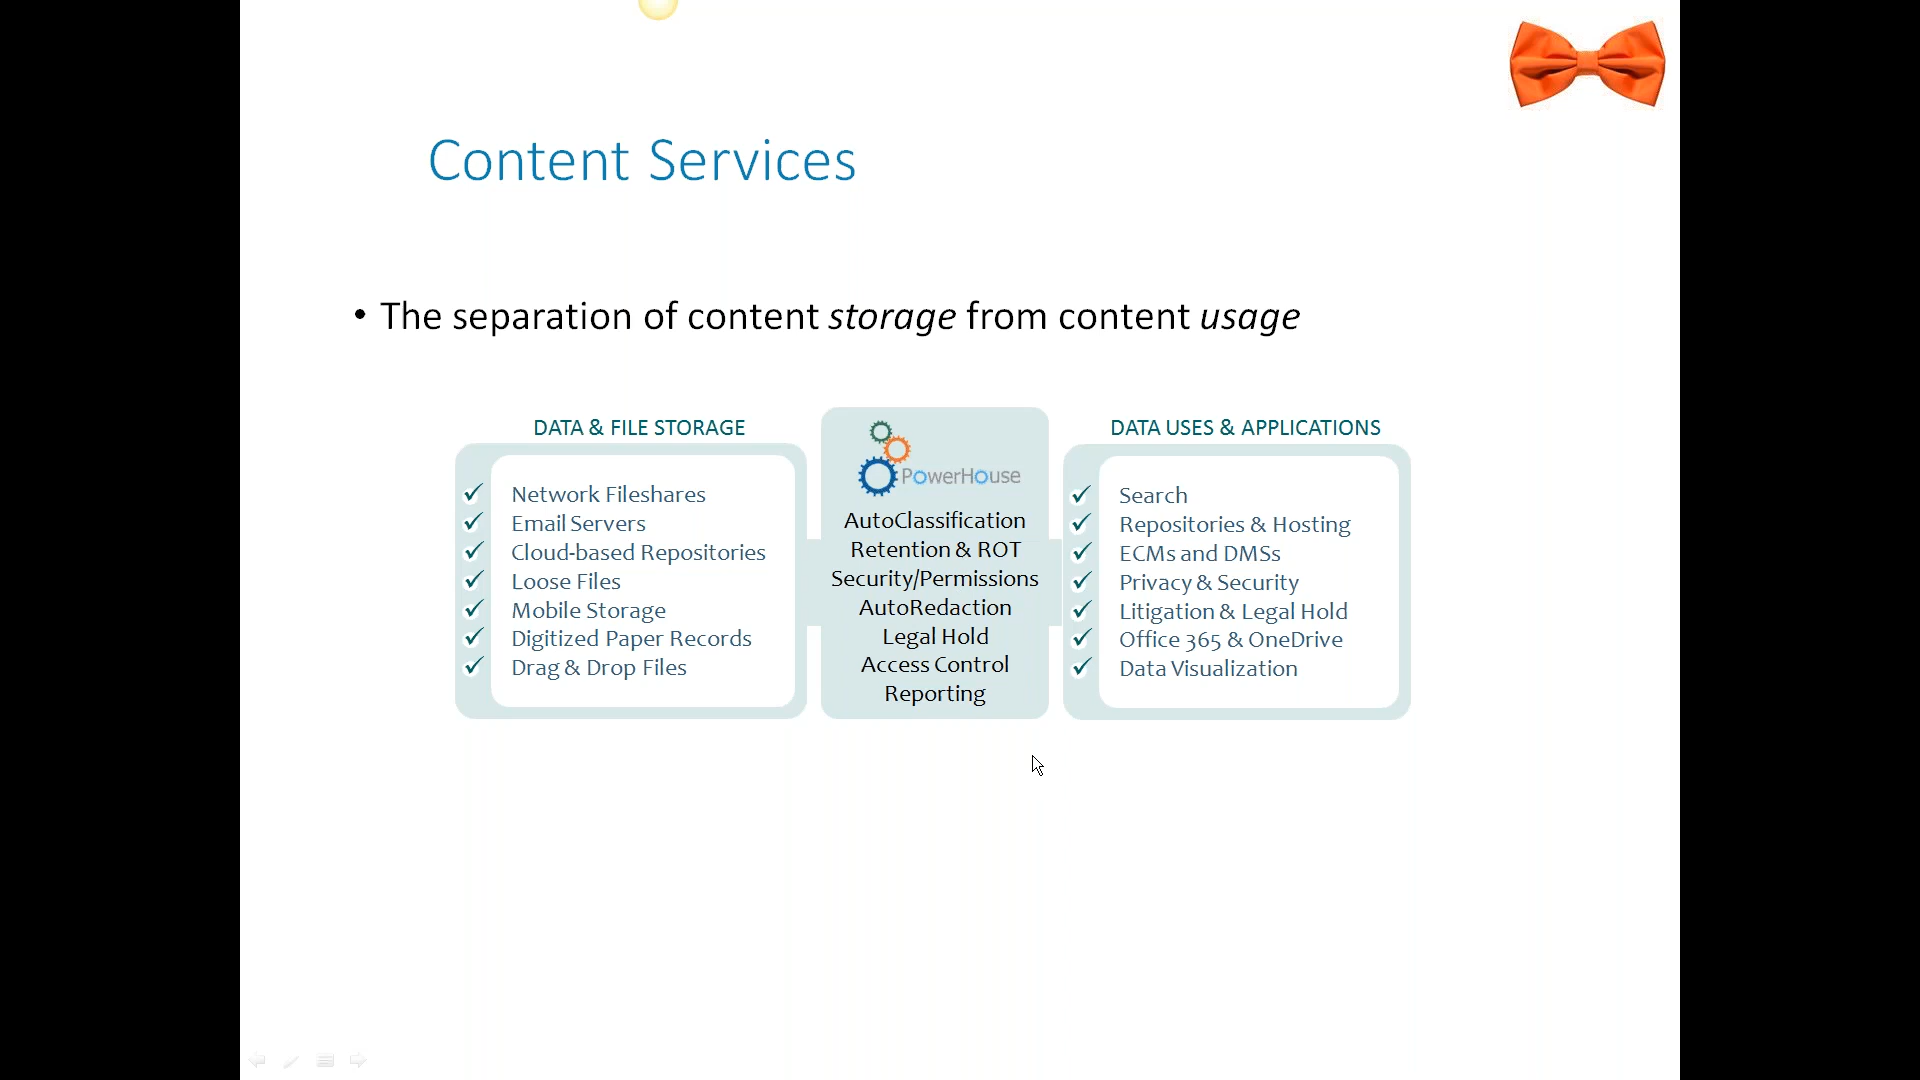 Content Services
• The separation of content storage from content usage
DATA & FILE STORAGE
Network Fileshares
Email Servers
Cloud-based Repositories
Loose Files
Mobile Storage
Digitized Paper Records
Drag & Drop Files
PowerHouse
AutoClassification
Retention & ROT
Security/Permissions
AutoRedaction
Legal Hold
Access Control
Reporting
DATA USES & APPLICATIONS
Search
Repositories & Hosting
ECMs and DMSs
Privacy & Security
Litigation & Legal Hold
Office 365 & OneDrive
Data Visualization